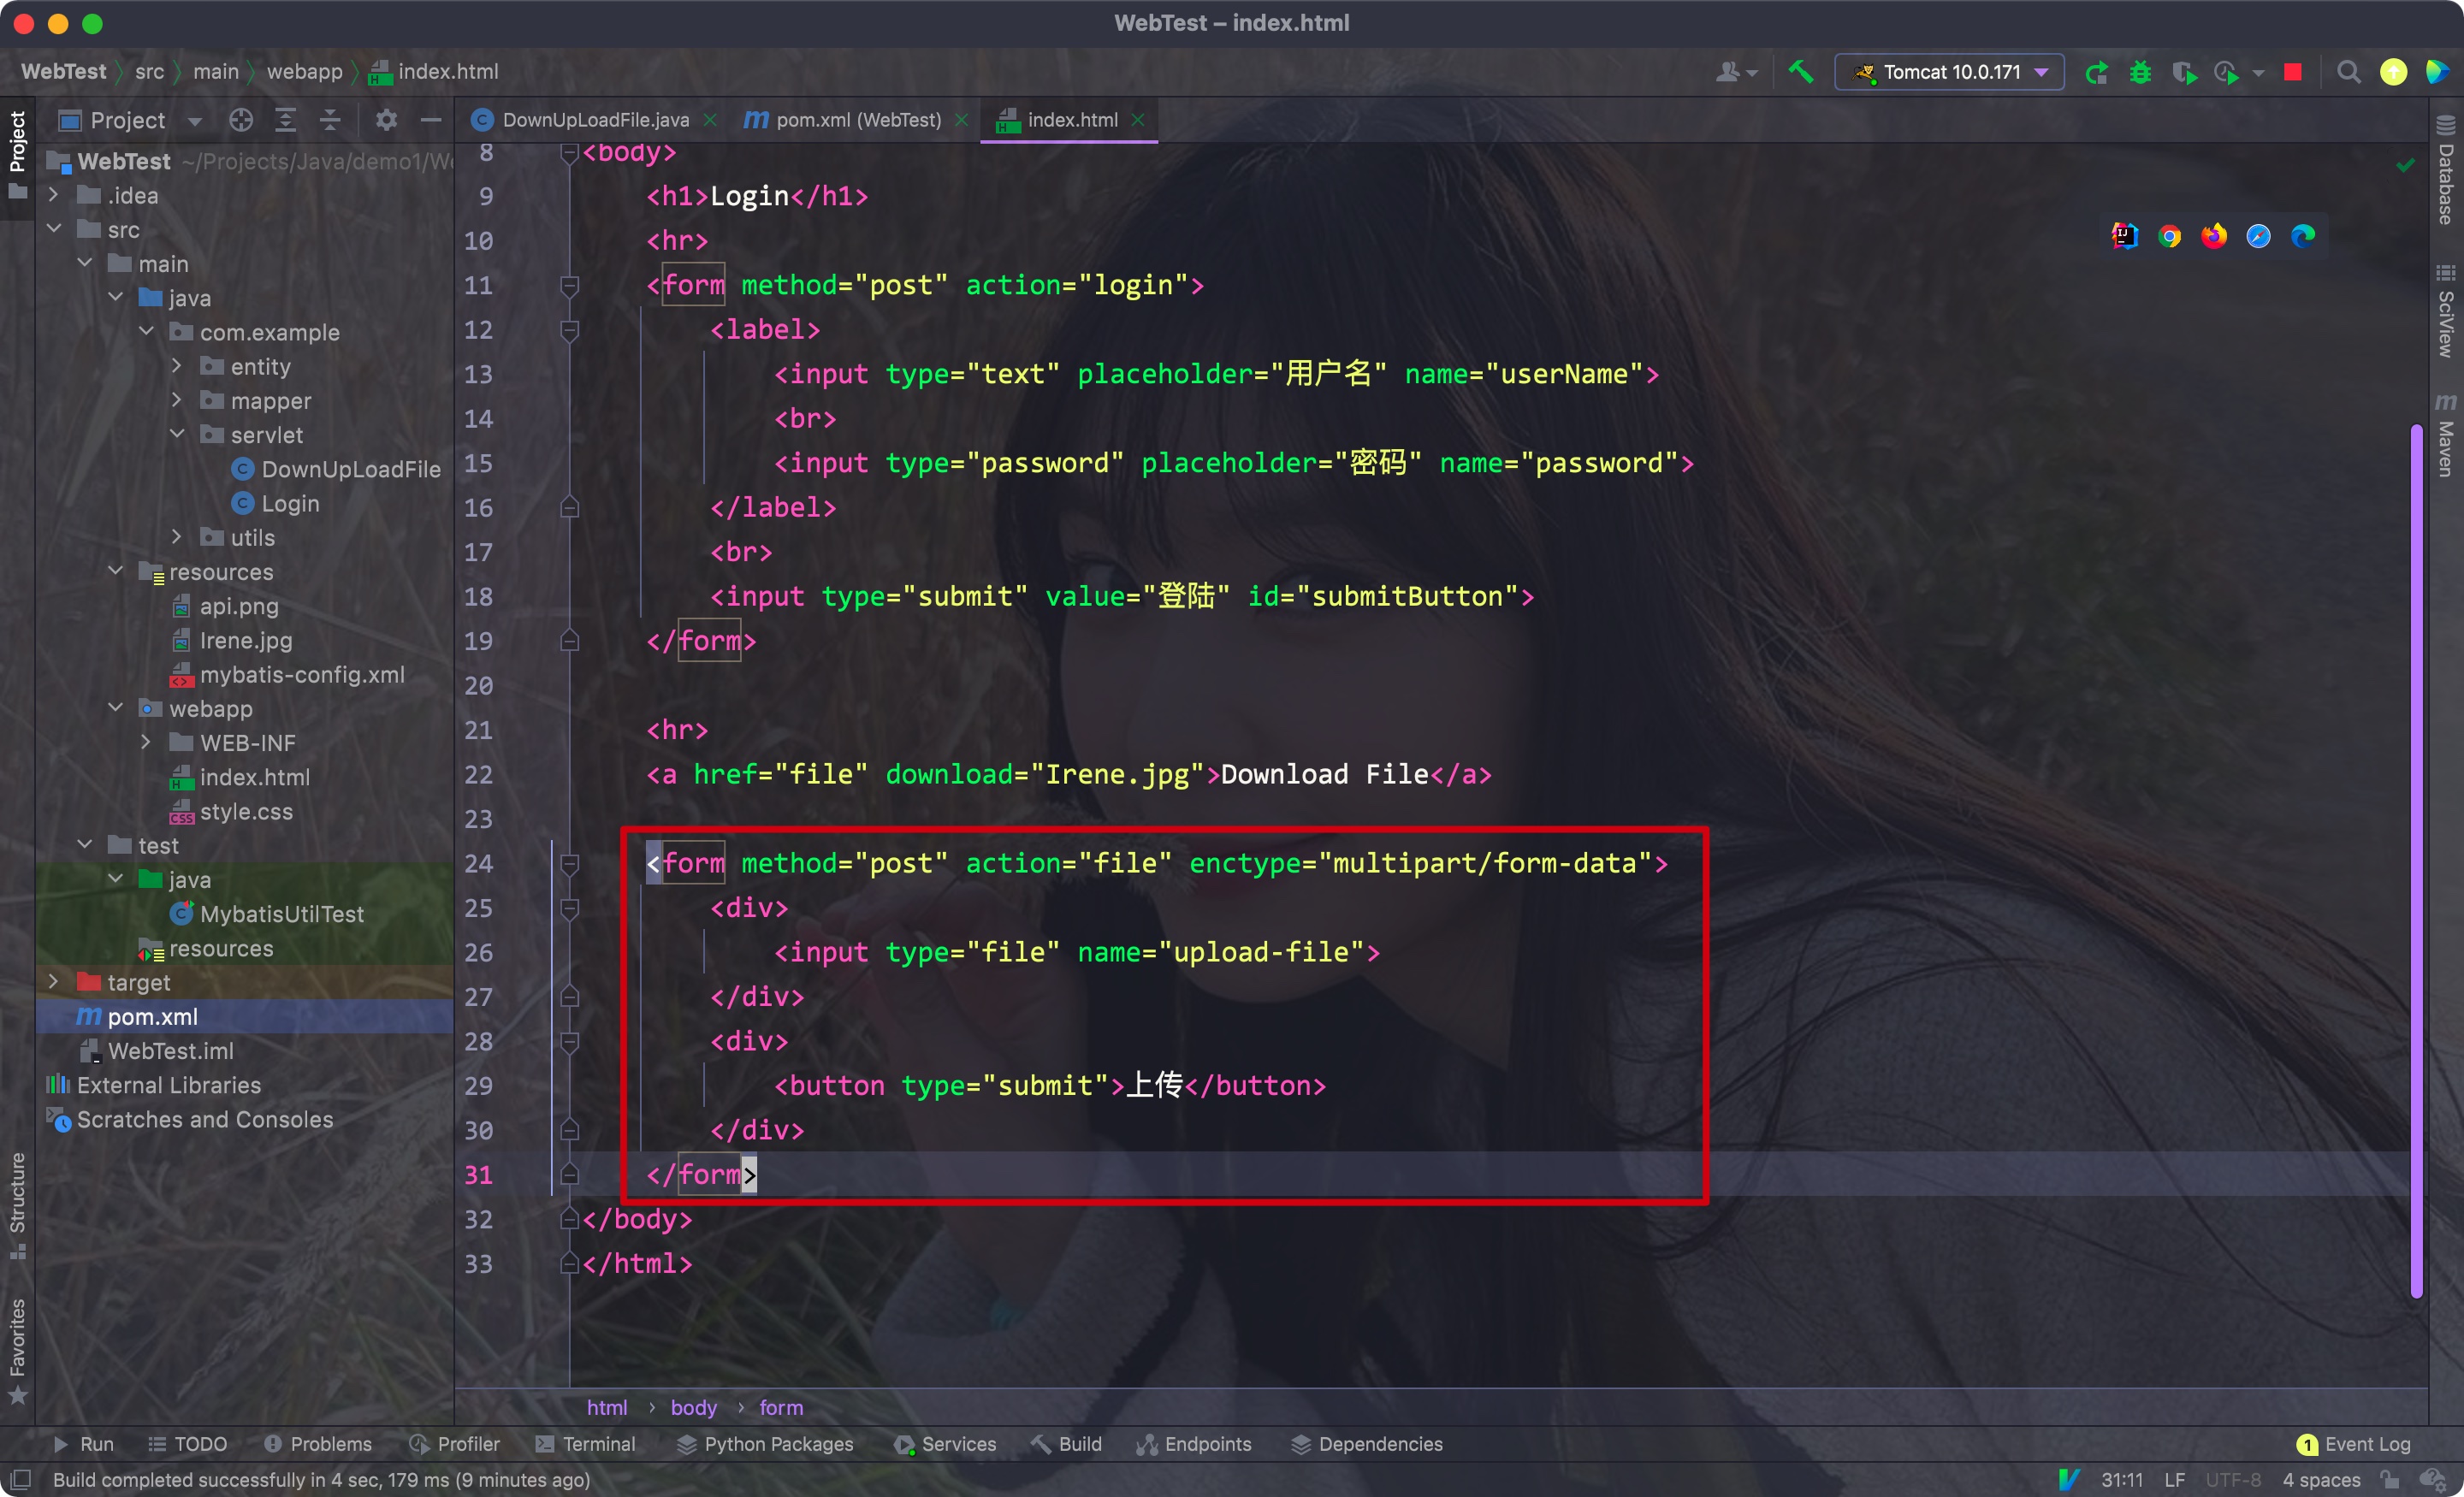 WebTest – index.html
WebTest src main webapp index.html
Tomcat 10.0.171
Project
DownUpLoadFile.java
pom.xml (WebTest)
index.html
Project
WebTest ~/Projects/Java/demo1/We
.idea
src
main
java
com.example
entity
mapper
servlet
DownUpLoadFile
Login
utils
resources
api.png
Irene.jpg
mybatis-config.xml
webapp
WEB-INF
index.html
style.css
test
java
MybatisUtilTest
resources
target
pom.xml
WebTest.iml
External Libraries
Scratches and Consoles
Structure
Favorites
8 <body>
9 <h1>Login</h1>
10 <hr>
11 <form method="post" action="login">
12 <label>
13 <input type="text" placeholder="用户名" name="userName">
14 <br>
15 <input type="password" placeholder="密码" name="password">
16 </label>
17 <br>
18 <input type="submit" value="登陆" id="submitButton">
19 </form>
20
21 <hr>
22 <a href="file" download="Irene.jpg">Download File</a>
23
24 <form method="post" action="file" enctype="multipart/form-data">
25 <div>
26 <input type="file" name="upload-file">
27 </div>
28 <div>
29 <button type="submit">上传</button>
30 </div>
31 </form>
32 </body>
33 </html>
Database
SciView
Maven
html › body › form
Run TODO Problems Profiler Terminal Python Packages Services Build Endpoints Dependencies
1 Event Log
Build completed successfully in 4 sec, 179 ms (9 minutes ago)
31:11 LF UTF-8 4 spaces